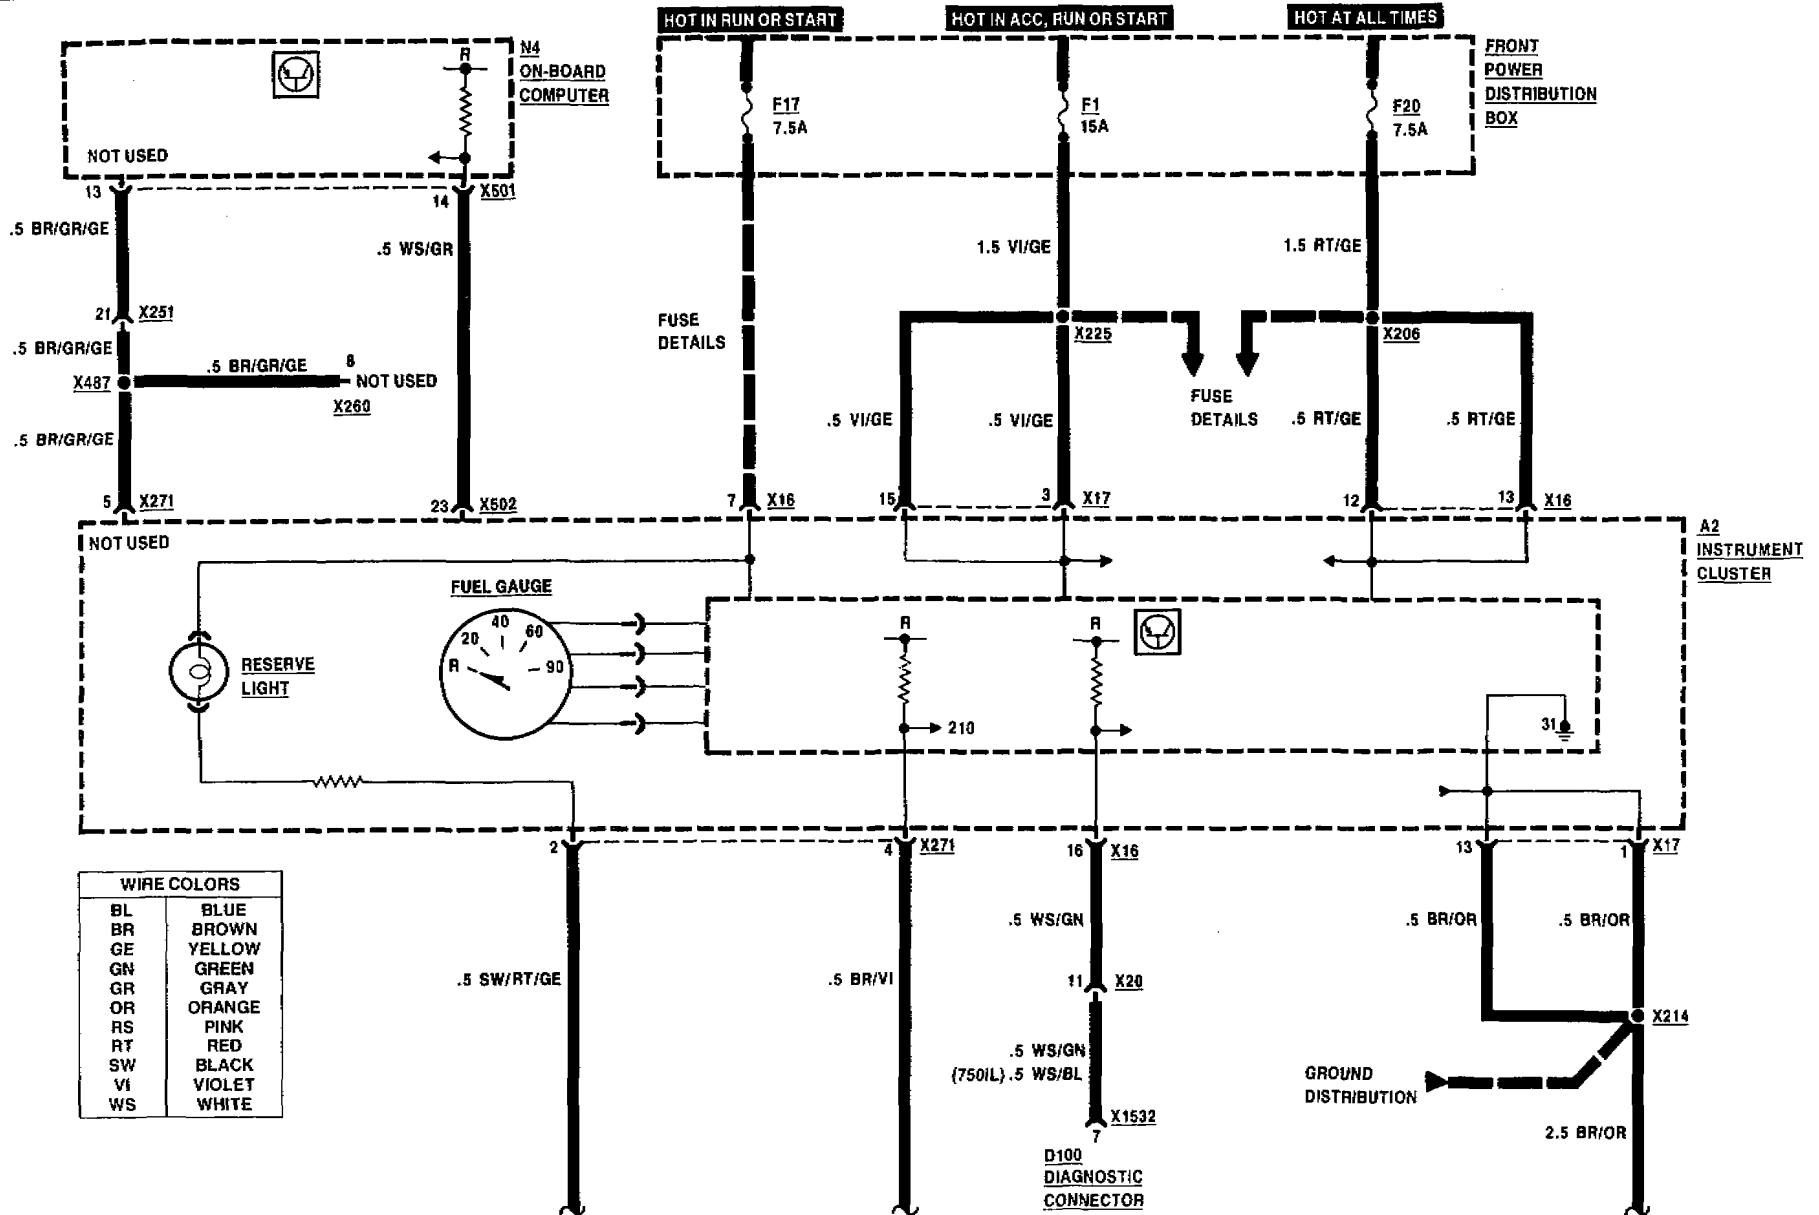 HOT IN RUN OR START
HOT IN ACC, RUN OR START
HOT AT ALL TIMES
N4
ON-BOARD
COMPUTER
R
NOT USED
F17
7.5A
F1
15A
F20
7.5A
FRONT
POWER
DISTRIBUTION
BOX
13
14
X501
.5 BR/GR/GE
.5 WS/GR
1.5 VI/GE
1.5 RT/GE
21
X251
.5 BR/GR/GE
X487
.5 BR/GR/GE
8
NOT USED
X260
.5 BR/GR/GE
FUSE
DETAILS
X225
X206
FUSE
DETAILS
.5 VI/GE
.5 VI/GE
.5 RT/GE
.5 RT/GE
5
X271
23
X502
7
X16
15
3
X17
12
13
X16
NOT USED
A2
INSTRUMENT
CLUSTER
FUEL GAUGE
R
20
40
60
90
RESERVE
LIGHT
R
210
R
31
2
4
X271
16
X16
13
1
X17
WIRE COLORS
BL BLUE
BR BROWN
GE YELLOW
GN GREEN
GR GRAY
OR ORANGE
RS PINK
RT RED
SW BLACK
VI VIOLET
WS WHITE
.5 SW/RT/GE
.5 BR/VI
.5 WS/GN
11
X20
.5 WS/GN
(750IL) .5 WS/BL
X1532
7
D100
DIAGNOSTIC
CONNECTOR
.5 BR/OR
.5 BR/OR
X214
GROUND
DISTRIBUTION
2.5 BR/OR